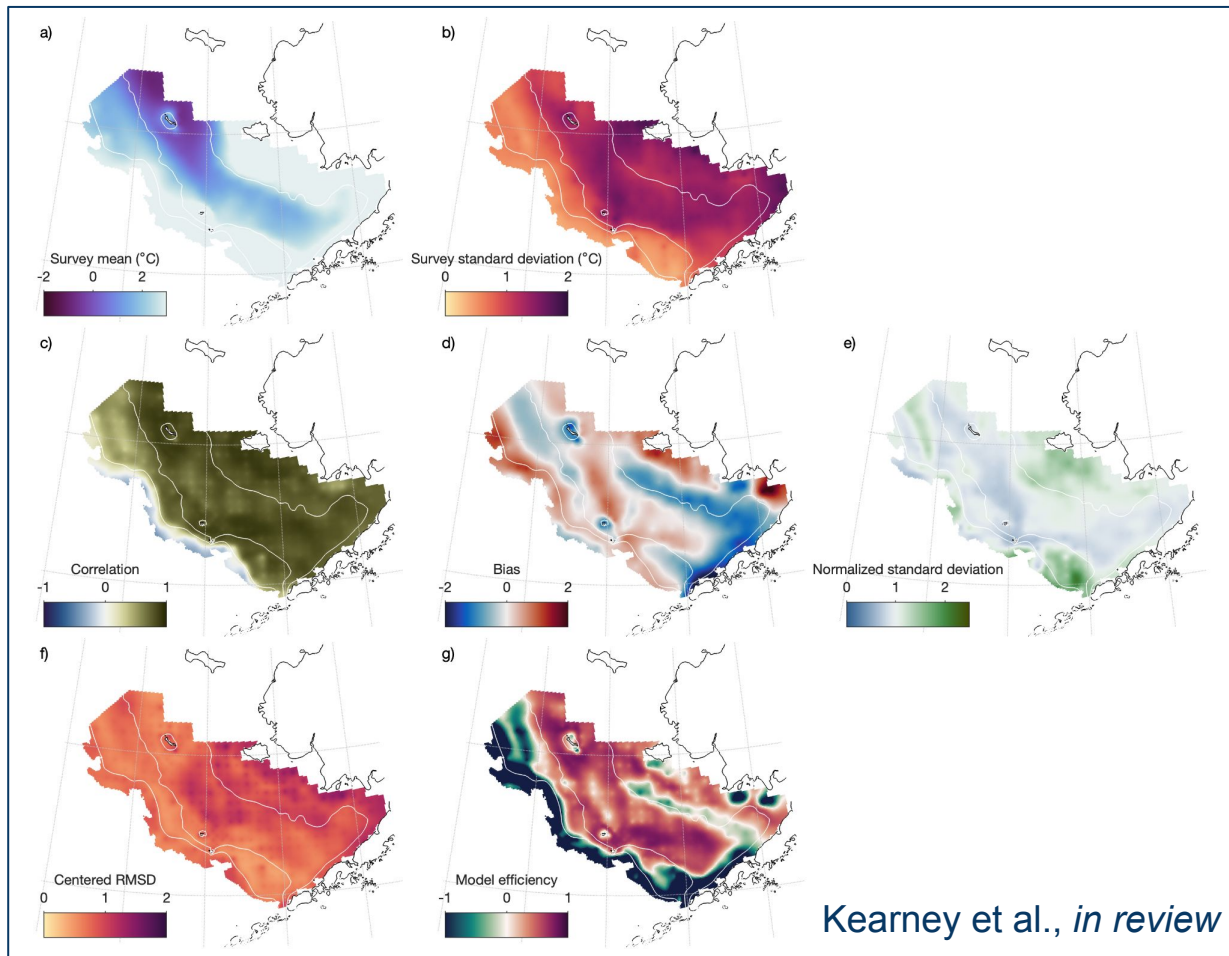 a)
b)
Survey mean (°C)
-2 0 2
Survey standard deviation (°C)
0 1 2
c)
d)
e)
Correlation
-1 0 1
Bias
-2 0 2
Normalized standard deviation
0 1 2
f)
g)
Centered RMSD
0 1 2
Model efficiency
-1 0 1
Kearney et al., in review